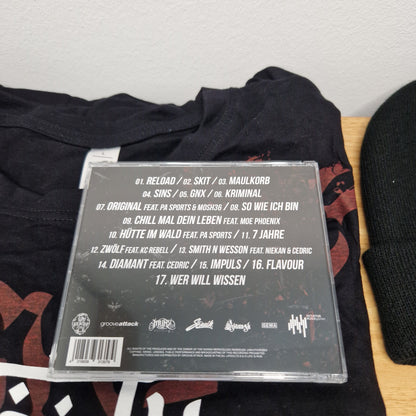 01. RELOAD / 02. SKIT / 03. MAULKORB
04. SINS / 05. GNX / 06. KRIMINAL
07. ORIGINAL FEAT. PA SPORTS & MOSH36 / 08. SO WIE ICH BIN
09. CHILL MAL DEIN LEBEN FEAT. MOE PHOENIX
10. HÜTTE IM WALD FEAT. PA SPORTS / 11. 7 JAHRE
12. ZWÖLF FEAT. KC REBELL / 13. SMITH N WESSON FEAT. NIEKAN & CEDRIC
14. DIAMANT FEAT. CEDRIC / 15. IMPULS / 16. FLAVOUR
17. WER WILL WISSEN
grooveattack
GEMA